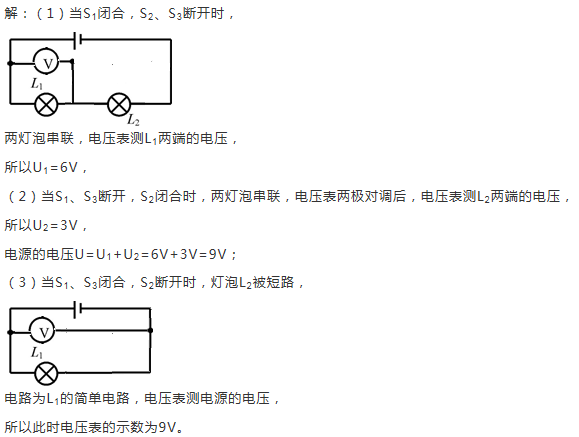 解：（1）当S₁闭合，S₂、S₃断开时，
V
L₁
L₂
两灯泡串联，电压表测L₁两端的电压，
所以U₁=6V，
（2）当S₁、S₃断开，S₂闭合时，两灯泡串联，电压表两极对调后，电压表测L₂两端的电压，
所以U₂=3V，
电源的电压U=U₁+U₂=6V+3V=9V；
（3）当S₁、S₃闭合，S₂断开时，灯泡L₂被短路，
V
L₁
电路为L₁的简单电路，电压表测电源的电压，
所以此时电压表的示数为9V。